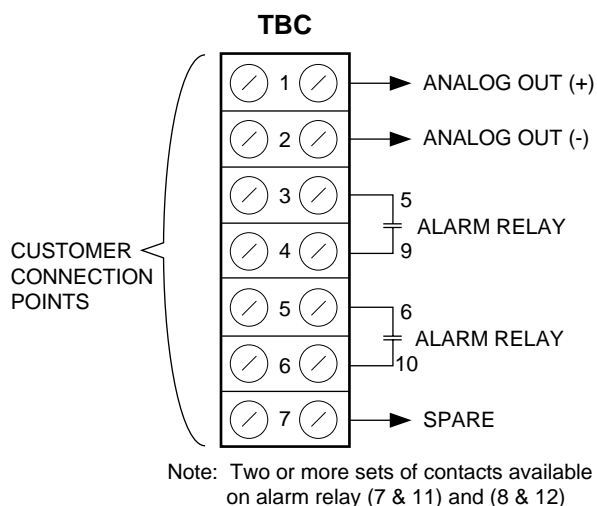 TBC
1
ANALOG OUT (+)
2
ANALOG OUT (-)
3
5
ALARM RELAY
4
9
CUSTOMER
CONNECTION
POINTS
5
6
ALARM RELAY
6
10
7
SPARE
Note: Two or more sets of contacts available
on alarm relay (7 & 11) and (8 & 12)